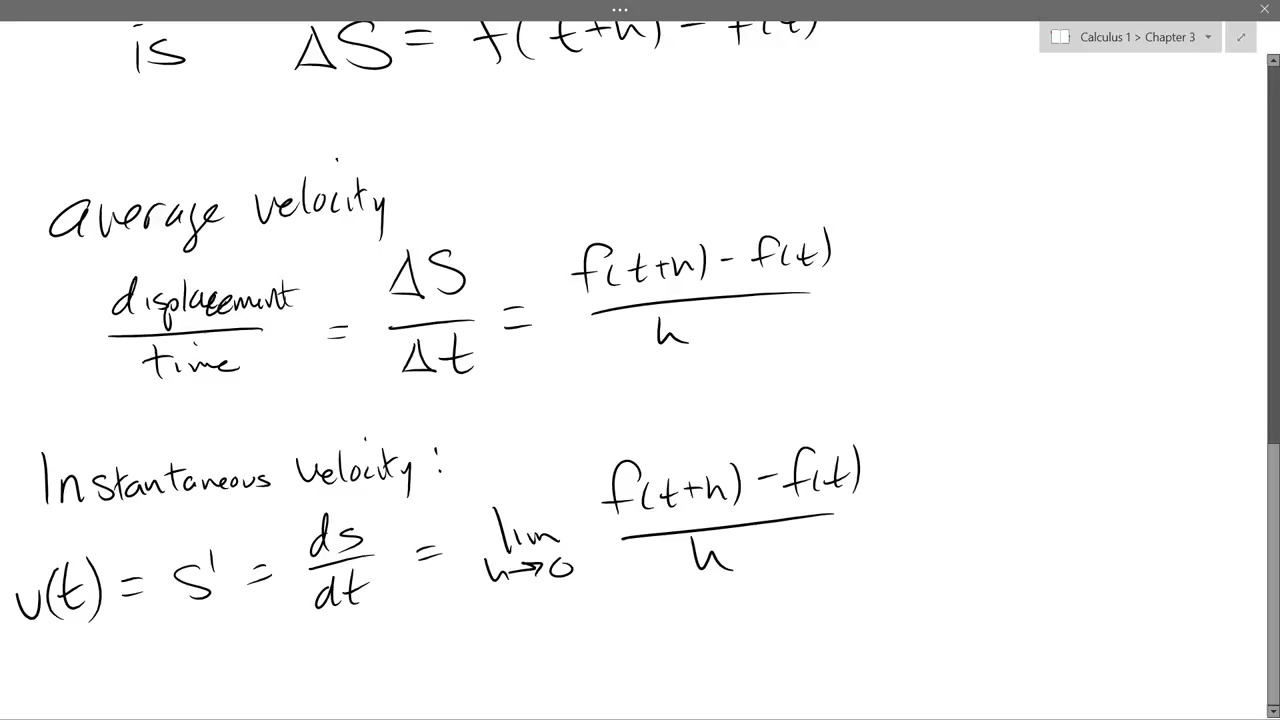 ...
Calculus 1 > Chapter 3
is ΔS = f(t+h) - f(t)
average velocity
displacement/time = ΔS/Δt = (f(t+h) - f(t))/h
Instantaneous velocity:
v(t) = S' = ds/dt = lim h→0 (f(t+h) - f(t))/h